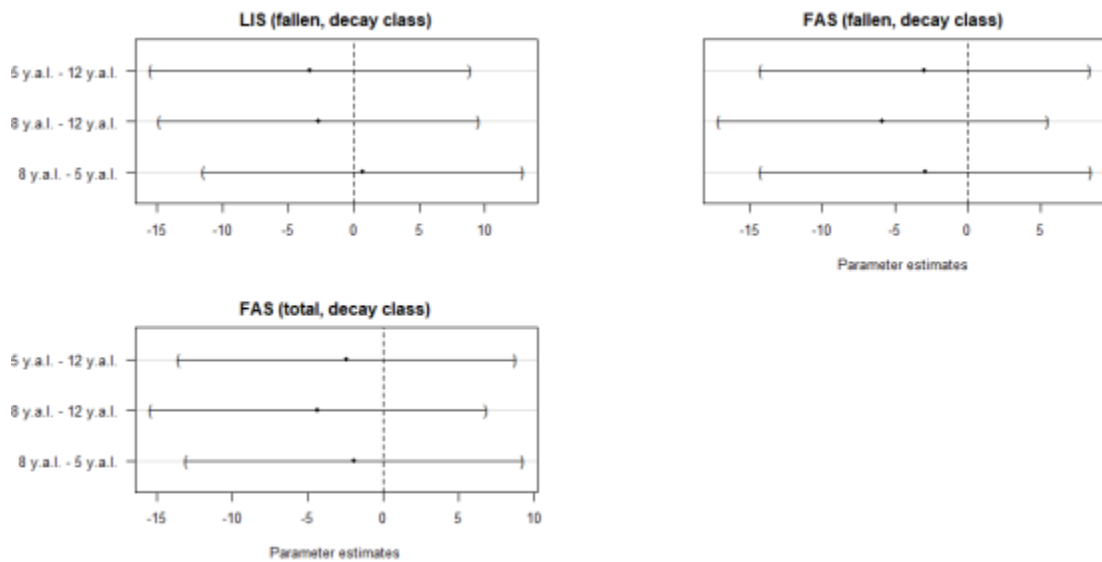 LIS (fallen, decay class)
5 y.a.l. - 12 y.a.l.
8 y.a.l. - 12 y.a.l.
8 y.a.l. - 5 y.a.l.
-15 -10 -5 0 5 10
FAS (fallen, decay class)
-15 -10 -5 0 5
Parameter estimates
FAS (total, decay class)
5 y.a.l. - 12 y.a.l.
8 y.a.l. - 12 y.a.l.
8 y.a.l. - 5 y.a.l.
-15 -10 -5 0 5 10
Parameter estimates